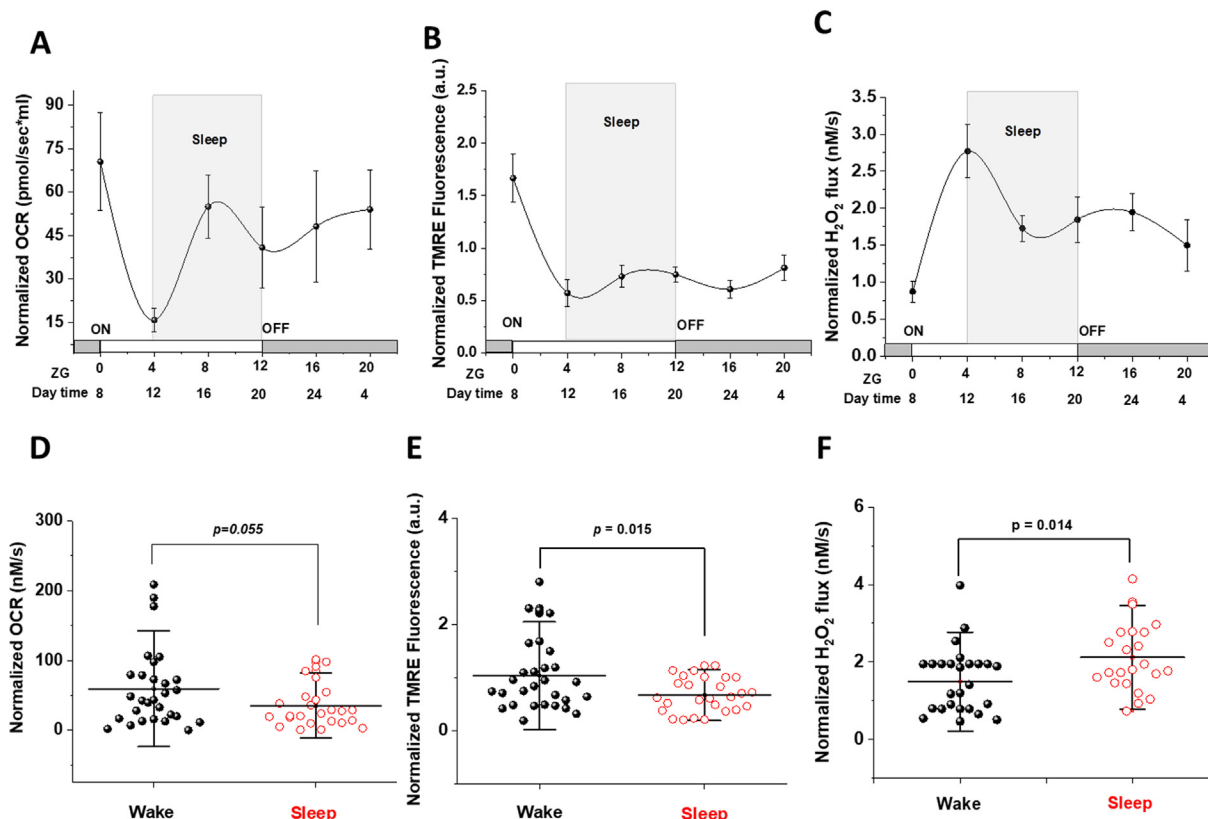 A
Normalized OCR (pmol/sec*ml)
90
75
60
45
30
15
Sleep
ON
OFF
ZG
0 4 8 12 16 20
Day time
8 12 16 20 24 4
B
Normalized TMRE Fluorescence (a.u.)
2.5
2.0
1.5
1.0
0.5
0.0
Sleep
ON
OFF
ZG
0 4 8 12 16 20
Day time
8 12 16 20 24 4
C
Normalized H₂O₂ flux (nM/s)
3.5
3.0
2.5
2.0
1.5
1.0
0.5
0.0
Sleep
ON
OFF
ZG
0 4 8 12 16 20
Day time
8 12 16 20 24 4
D
Normalized OCR (nM/s)
300
200
100
0
p=0.055
Wake
Sleep
E
Normalized TMRE Fluorescence (a.u.)
4
2
0
p = 0.015
Wake
Sleep
F
Normalized H₂O₂ flux (nM/s)
6
4
2
0
p = 0.014
Wake
Sleep